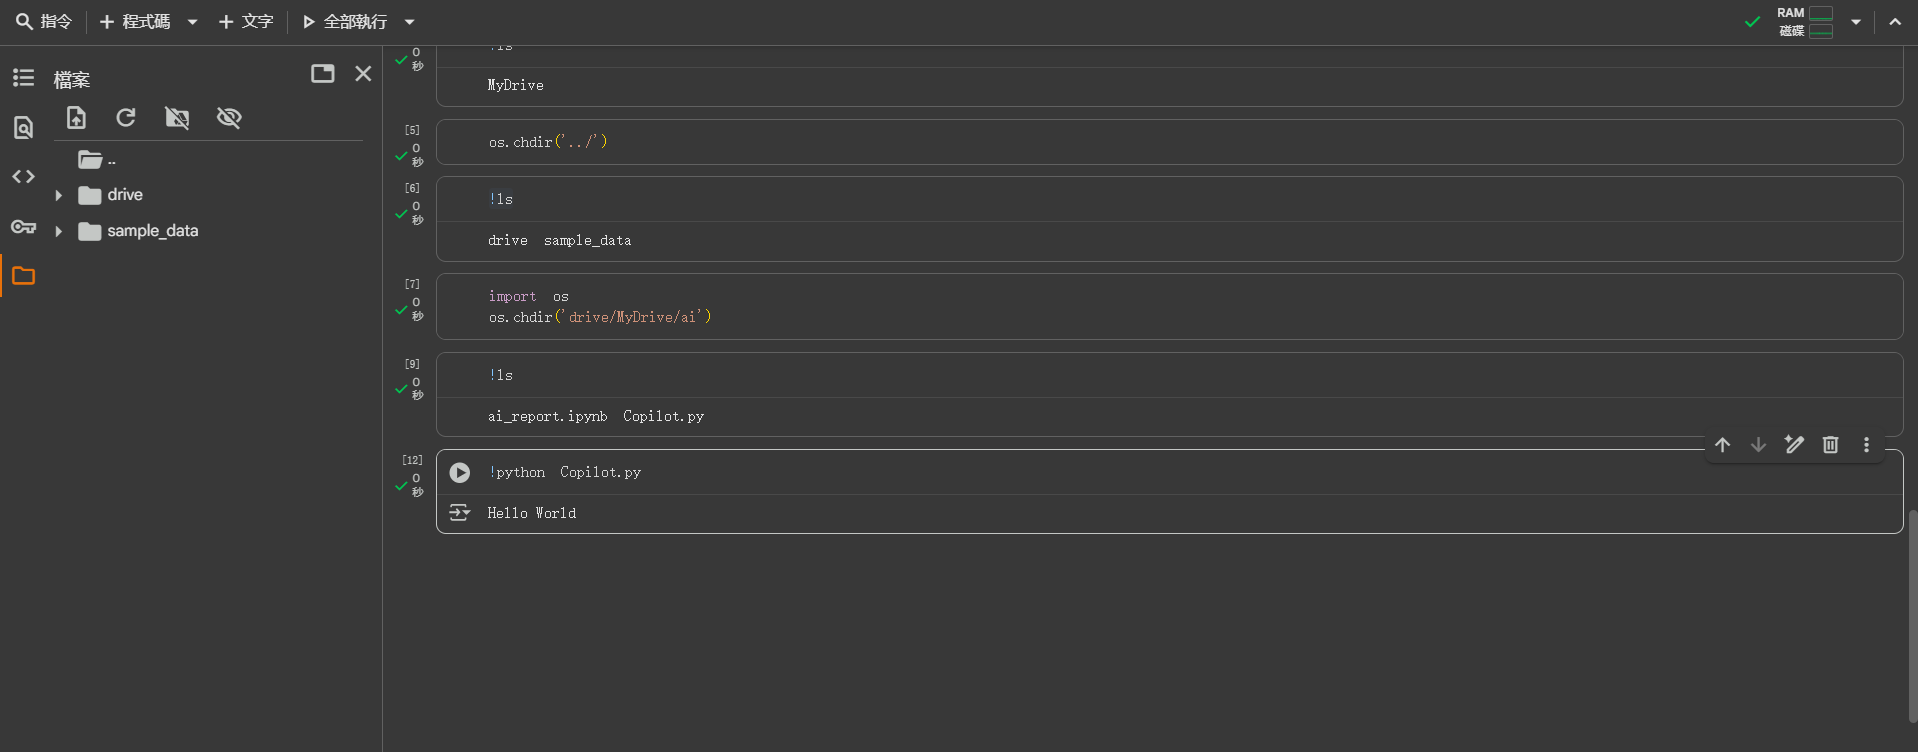 指令 程式碼 文字 全部執行 RAM 磁碟
檔案
..
drive
sample_data
0秒
!ls
MyDrive
[5]
0秒
os.chdir('../')
[6]
0秒
!ls
drive sample_data
[7]
0秒
import os
os.chdir('drive/MyDrive/ai')
[9]
0秒
!ls
ai_report.ipynb Copilot.py
[12]
0秒
!python Copilot.py
Hello World